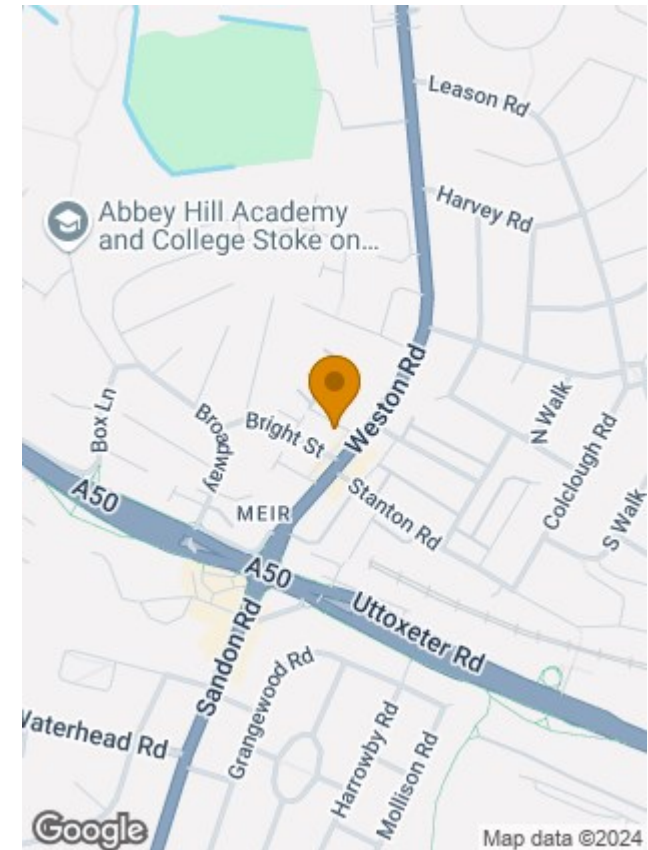 Leason Rd
Harvey Rd
Abbey Hill Academy
and College Stoke on...
Weston Rd
N Walk
Box Ln
Broadway
Bright St
Colclough Rd
S Walk
A50
MEIR
Stanton Rd
A50
Uttoxeter Rd
Sandon Rd
Grangewood Rd
Harrowby Rd
Mollison Rd
Google
Map data ©2024